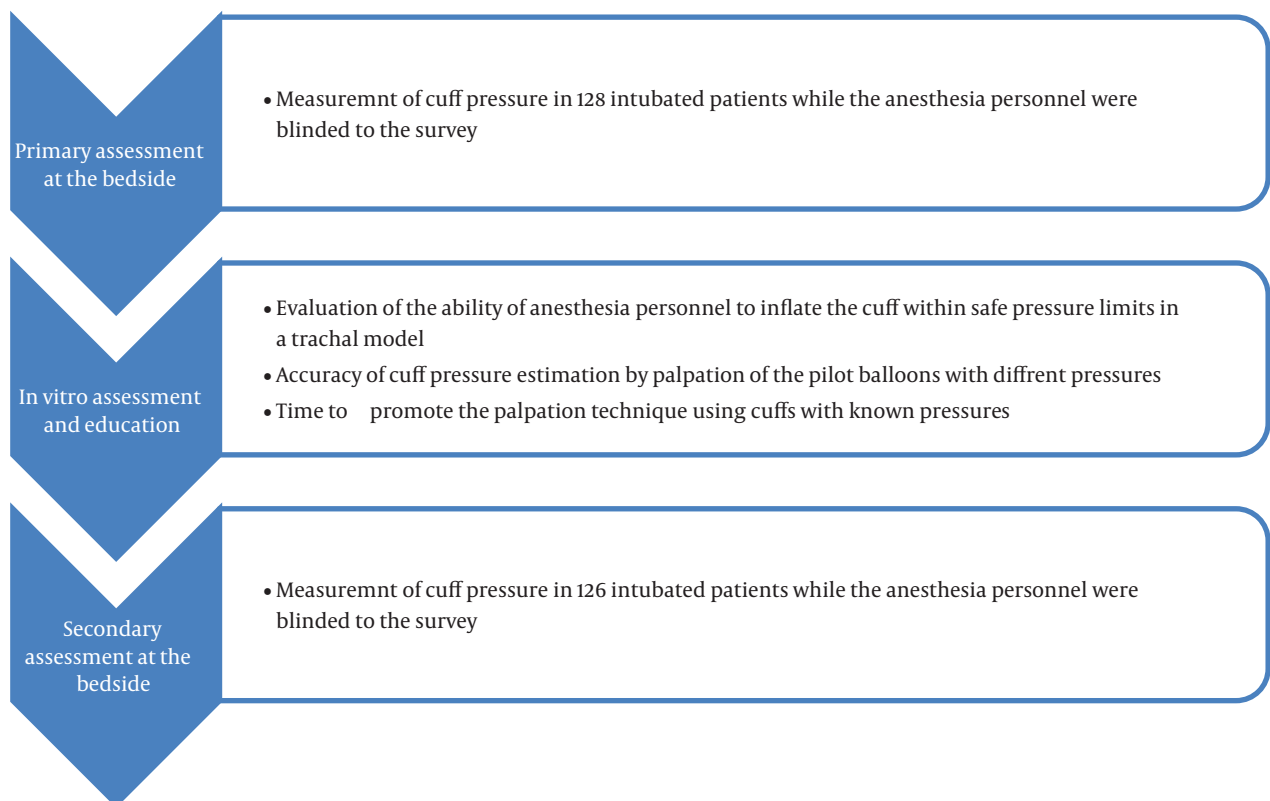 Primary assessment
at the bedside
• Measuremnt of cuff pressure in 128 intubated patients while the anesthesia personnel were
blinded to the survey
In vitro assessment
and education
• Evaluation of the ability of anesthesia personnel to inflate the cuff within safe pressure limits in
a trachal model
• Accuracy of cuff pressure estimation by palpation of the pilot balloons with diffrent pressures
• Time to promote the palpation technique using cuffs with known pressures
Secondary
assessment at the
bedside
• Measuremnt of cuff pressure in 126 intubated patients while the anesthesia personnel were
blinded to the survey